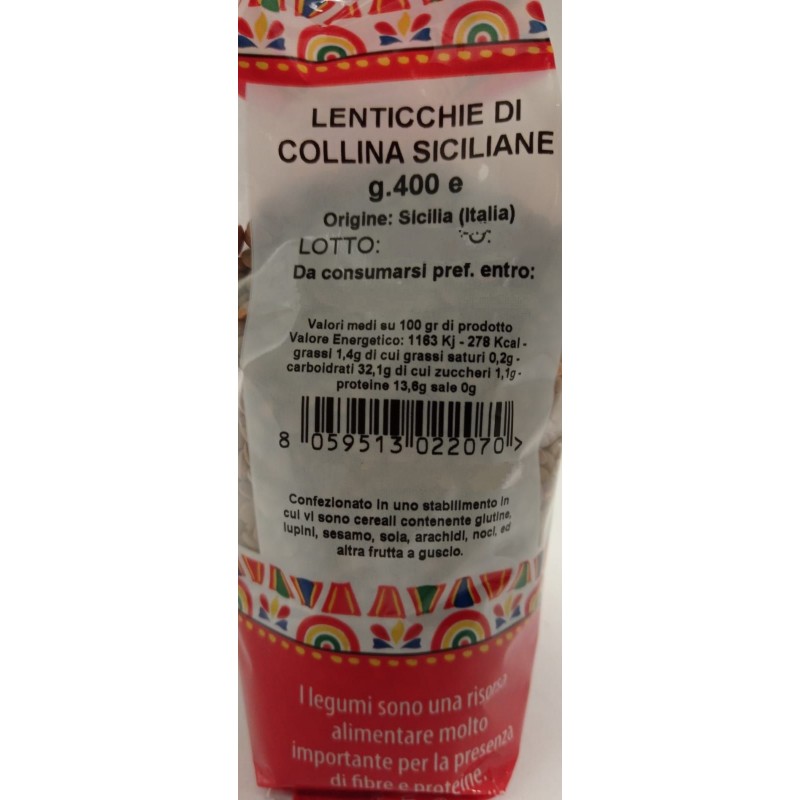 LENTICCHIE DI
COLLINA SICILIANE
g.400 e
Origine: Sicilia (Italia)
LOTTO:
Da consumarsi pref. entro:
Valori medi su 100 gr di prodotto
Valore Energetico: 1163 Kj - 278 Kcal -
grassi 1,4g di cui grassi saturi 0,2g -
carboidrati 32,1g di cui zuccheri 1,1g -
proteine 13,6g sale 0g
8 059513 022070 >
Confezionato in uno stabilimento in
cui vi sono cereali contenente glutine,
lupini, sesamo, soia, arachidi, noci, ed
altra frutta a guscio.
I legumi sono una risorsa
alimentare molto
importante per la presenza
di fibre e proteine.